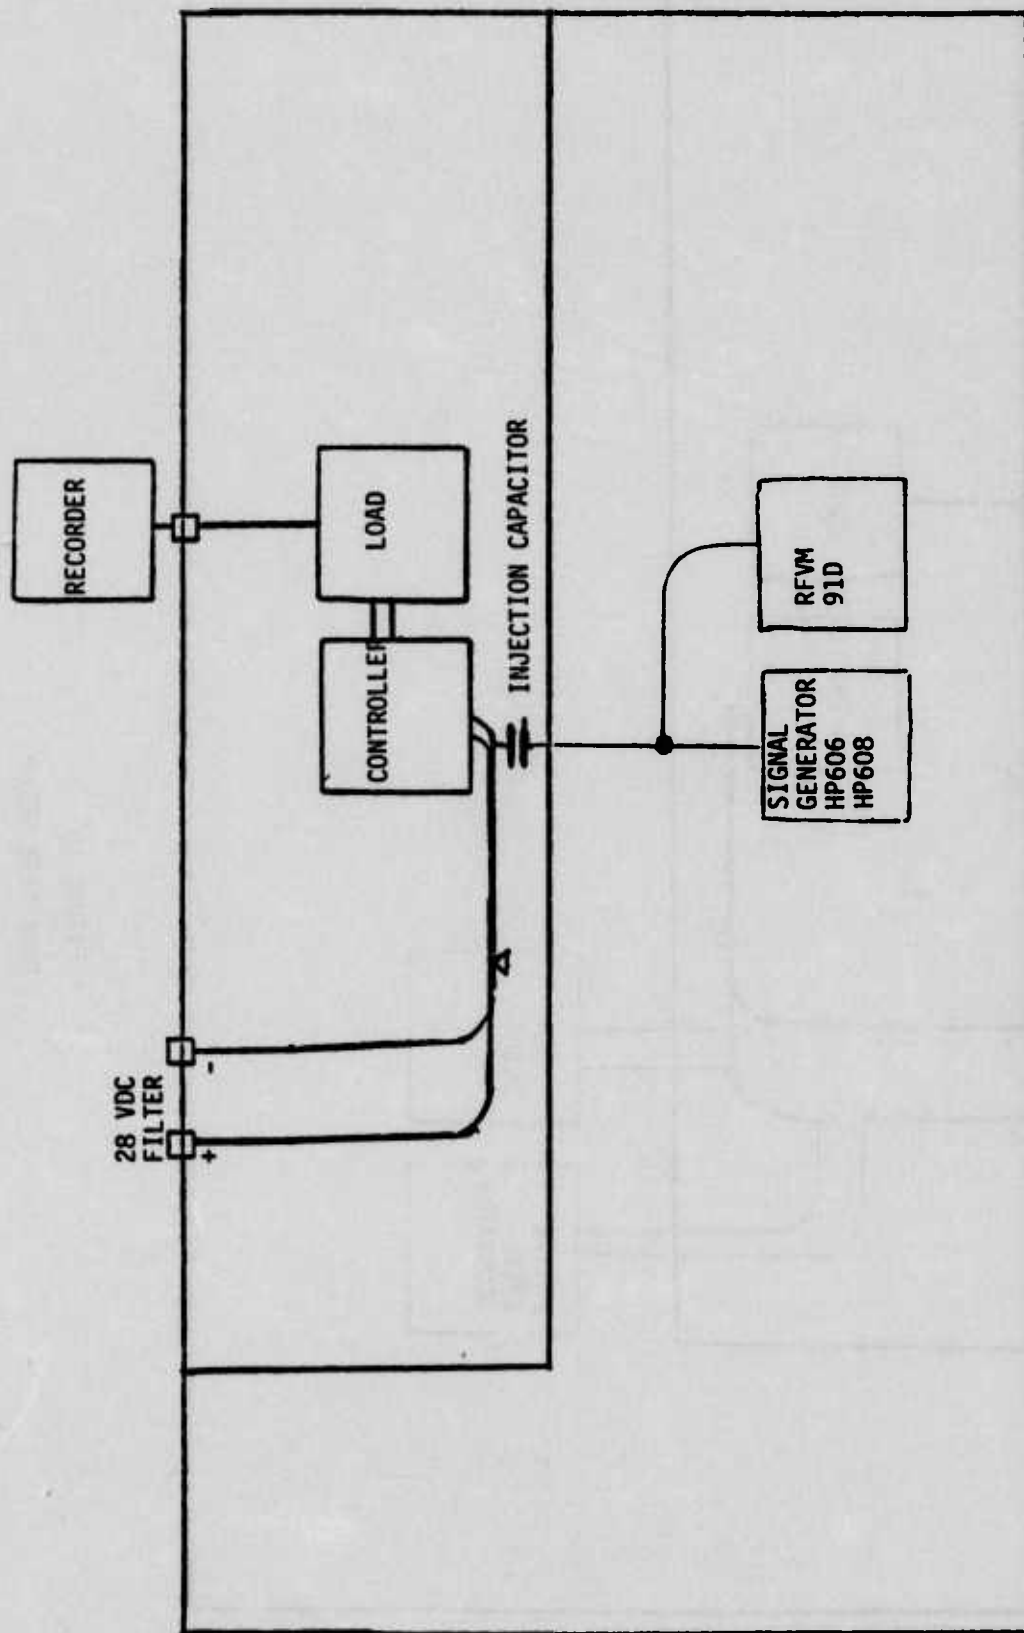 RECORDER
28 VDC
FILTER
+
-
CONTROLLER
LOAD
INJECTION CAPACITOR
SIGNAL
GENERATOR
HP606
HP608
RFVM
91D